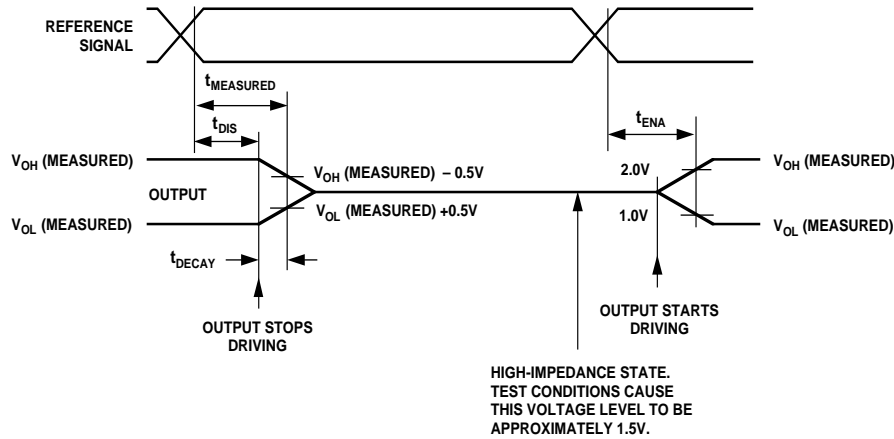 REFERENCE
SIGNAL
tMEASURED
tDIS
tENA
VOH (MEASURED)
VOH (MEASURED) – 0.5V
2.0V
VOH (MEASURED)
OUTPUT
VOL (MEASURED) +0.5V
1.0V
VOL (MEASURED)
VOL (MEASURED)
tDECAY
OUTPUT STOPS
DRIVING
OUTPUT STARTS
DRIVING
HIGH-IMPEDANCE STATE.
TEST CONDITIONS CAUSE
THIS VOLTAGE LEVEL TO BE
APPROXIMATELY 1.5V.